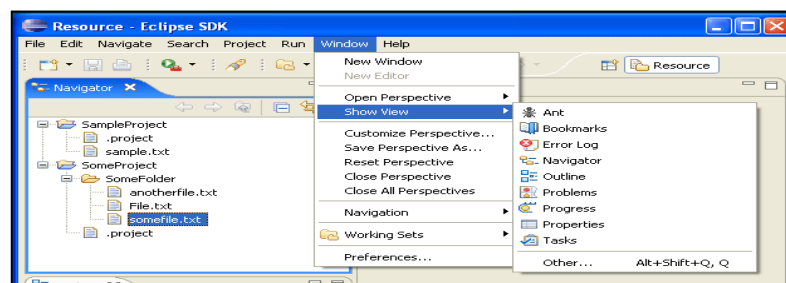 Resource - Eclipse SDK
File Edit Navigate Search Project Run Window Help
Resource
Navigator
SampleProject
.project
sample.txt
SomeProject
SomeFolder
anotherfile.txt
File.txt
somefile.txt
.project
New Window
New Editor
Open Perspective
Show View
Customize Perspective...
Save Perspective As...
Reset Perspective
Close Perspective
Close All Perspectives
Navigation
Working Sets
Preferences...
Ant
Bookmarks
Error Log
Navigator
Outline
Problems
Progress
Properties
Tasks
Other... Alt+Shift+Q, Q